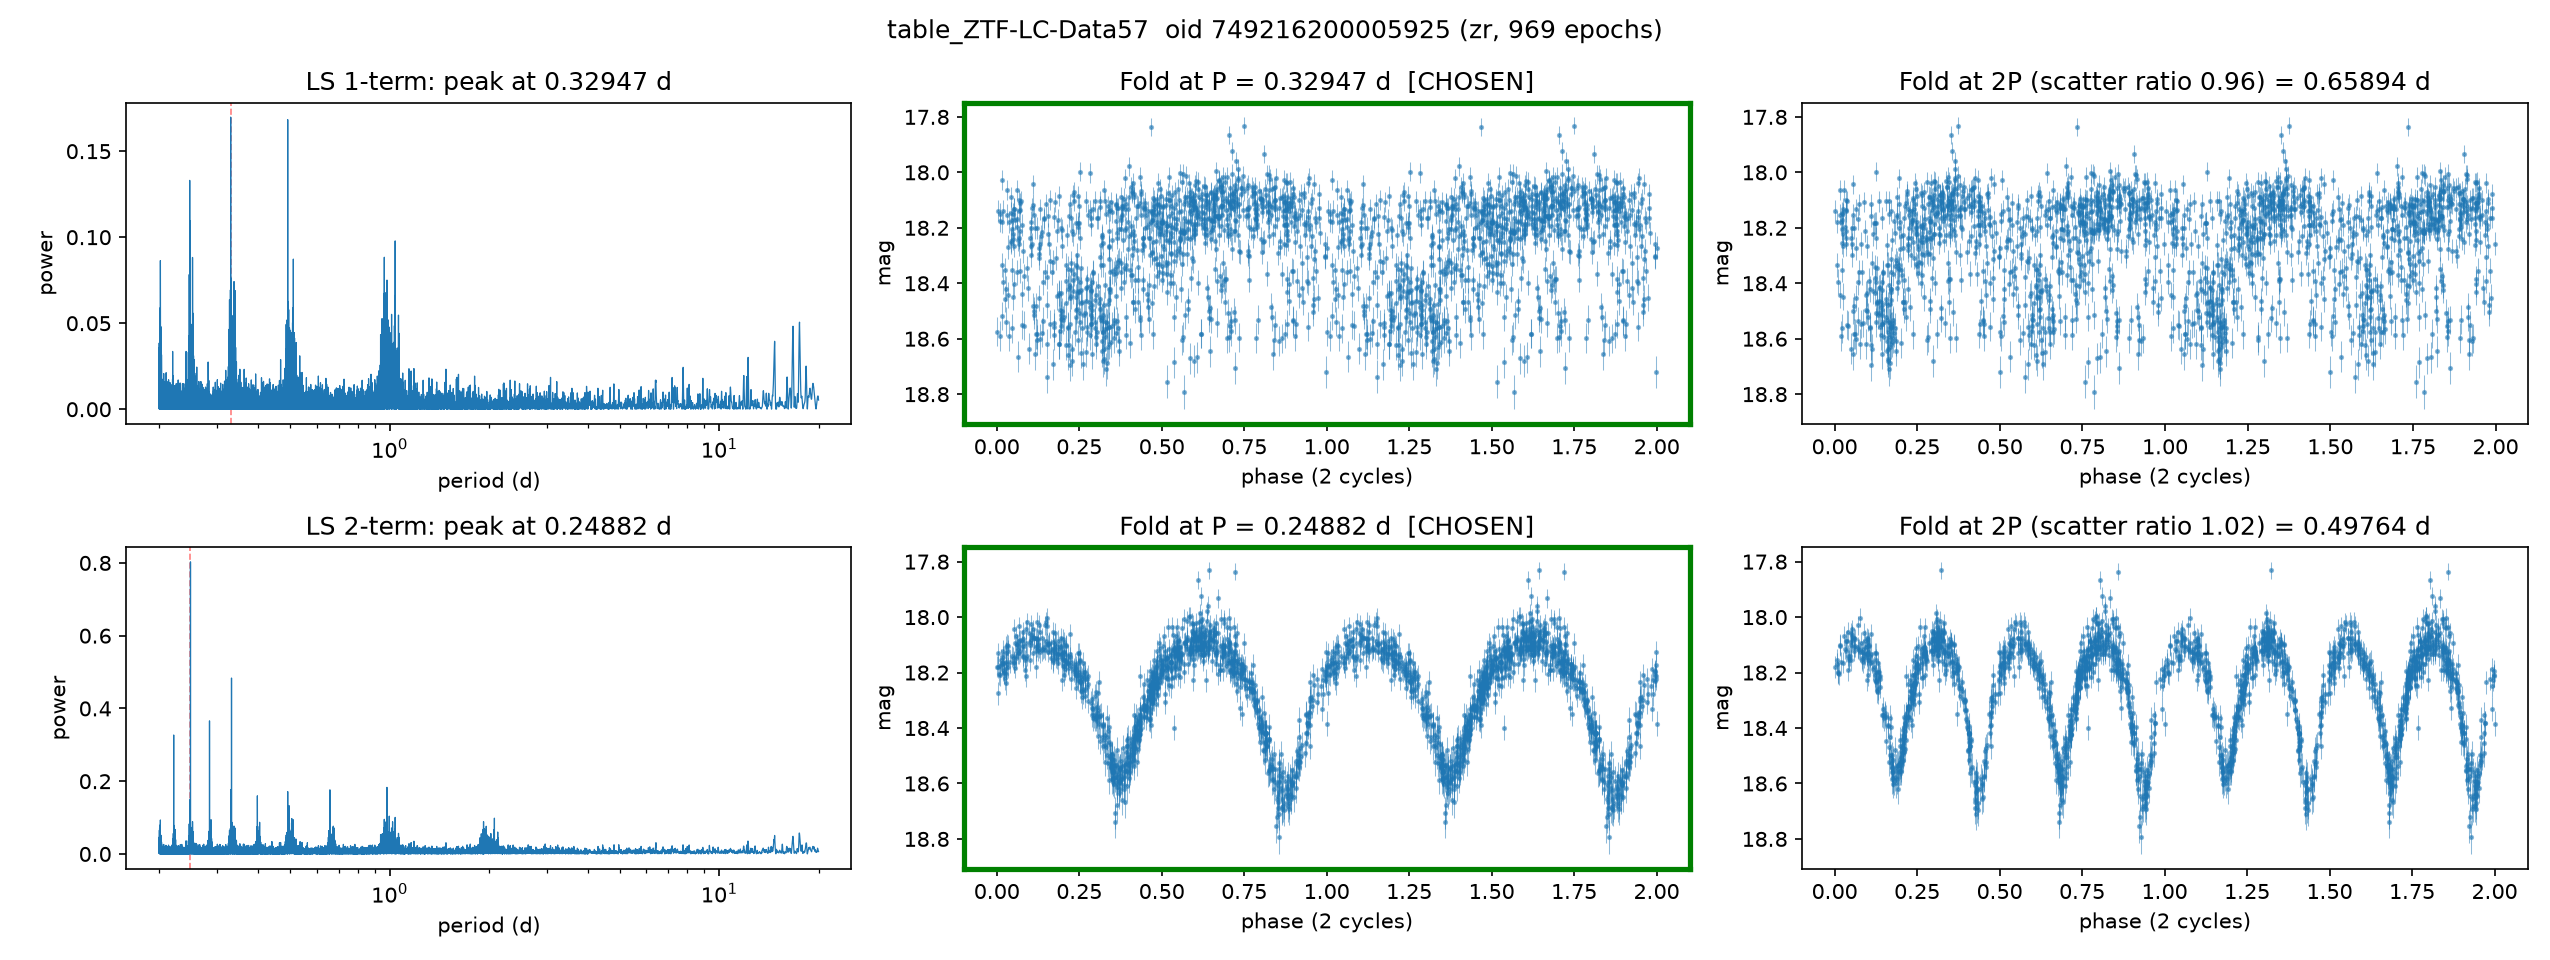 table_ZTF-LC-Data57  oid 749216200005925 (zr, 969 epochs)
LS 1-term: peak at 0.32947 d
power
0.15
0.10
0.05
0.00
10^0
10^1
period (d)
Fold at P = 0.32947 d  [CHOSEN]
mag
17.8
18.0
18.2
18.4
18.6
18.8
0.00 0.25 0.50 0.75 1.00 1.25 1.50 1.75 2.00
phase (2 cycles)
Fold at 2P (scatter ratio 0.96) = 0.65894 d
mag
17.8
18.0
18.2
18.4
18.6
18.8
0.00 0.25 0.50 0.75 1.00 1.25 1.50 1.75 2.00
phase (2 cycles)
LS 2-term: peak at 0.24882 d
power
0.8
0.6
0.4
0.2
0.0
10^0
10^1
period (d)
Fold at P = 0.24882 d  [CHOSEN]
mag
17.8
18.0
18.2
18.4
18.6
18.8
0.00 0.25 0.50 0.75 1.00 1.25 1.50 1.75 2.00
phase (2 cycles)
Fold at 2P (scatter ratio 1.02) = 0.49764 d
mag
17.8
18.0
18.2
18.4
18.6
18.8
0.00 0.25 0.50 0.75 1.00 1.25 1.50 1.75 2.00
phase (2 cycles)